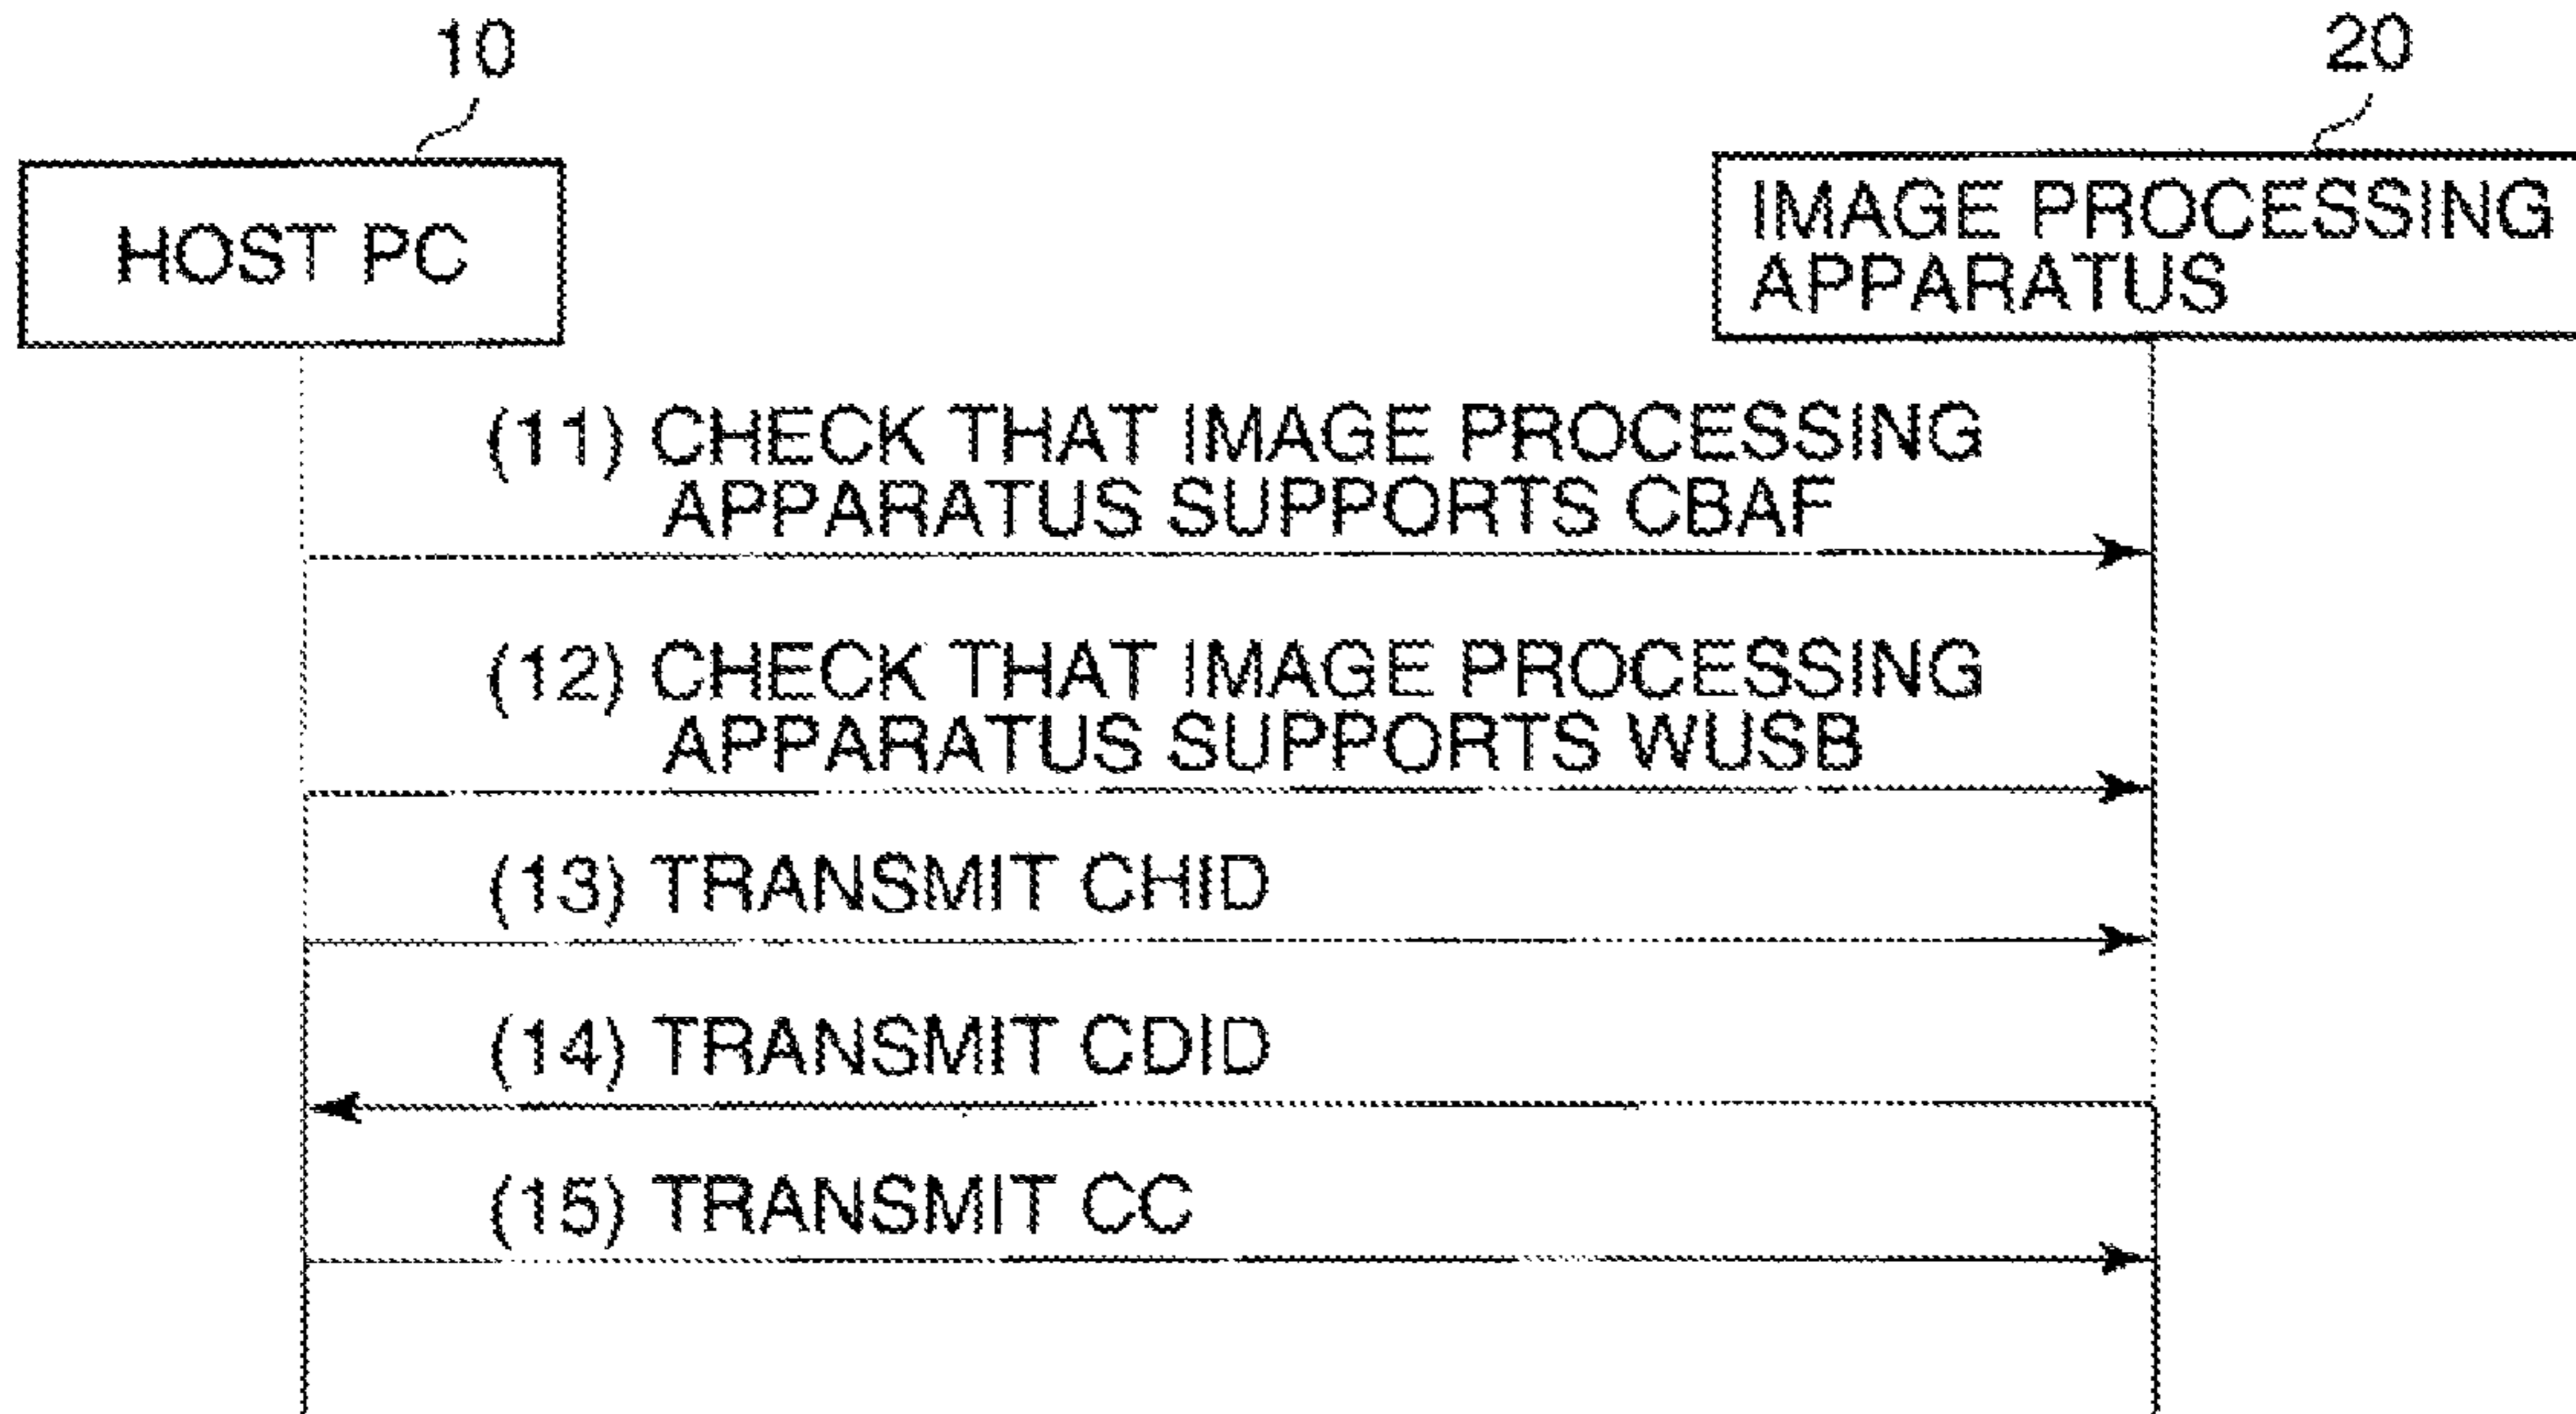 10
20
HOST PC
IMAGE PROCESSING
APPARATUS
(11) CHECK THAT IMAGE PROCESSING
APPARATUS SUPPORTS CBAF
(12) CHECK THAT IMAGE PROCESSING
APPARATUS SUPPORTS WUSB
(13) TRANSMIT CHID
(14) TRANSMIT CDID
(15) TRANSMIT CC